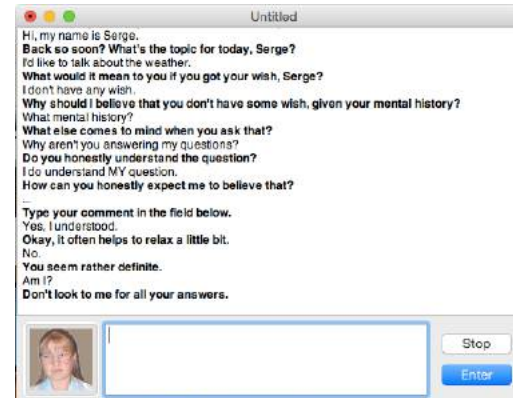 Untitled
Hi, my name is Serge.
Back so soon? What's the topic for today, Serge?
I'd like to talk about the weather.
What would it mean to you if you got your wish, Serge?
I don't have any wish.
Why should I believe that you don't have some wish, given your mental history?
What mental history?
What else comes to mind when you ask that?
Why aren't you answering my questions?
Do you honestly understand the question?
I do understand MY question.
How can you honestly expect me to believe that?
...
Type your comment in the field below.
Yes, I understood.
Okay, it often helps to relax a little bit.
No.
You seem rather definite.
Am I?
Don't look to me for all your answers.
Stop
Enter